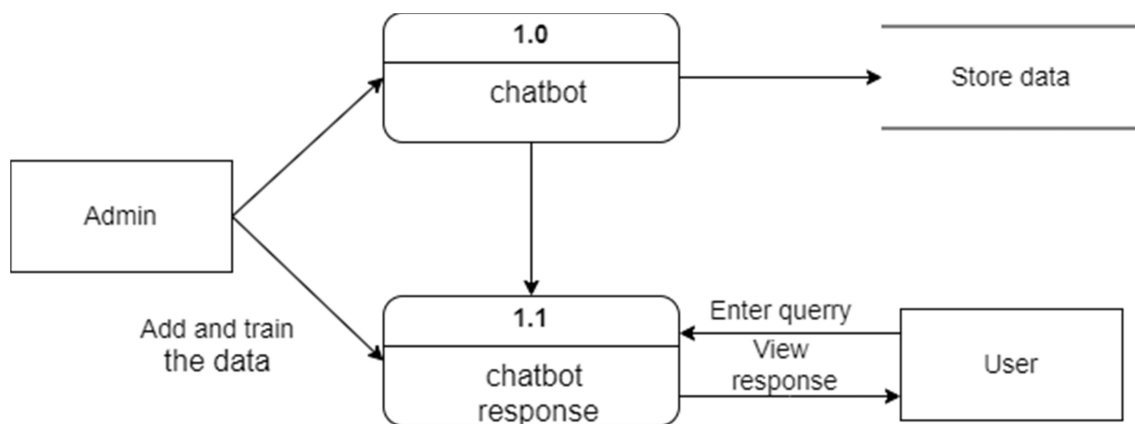 1.0
chatbot
Store data
Admin
Add and train
the data
1.1
chatbot
response
Enter querry
View
response
User